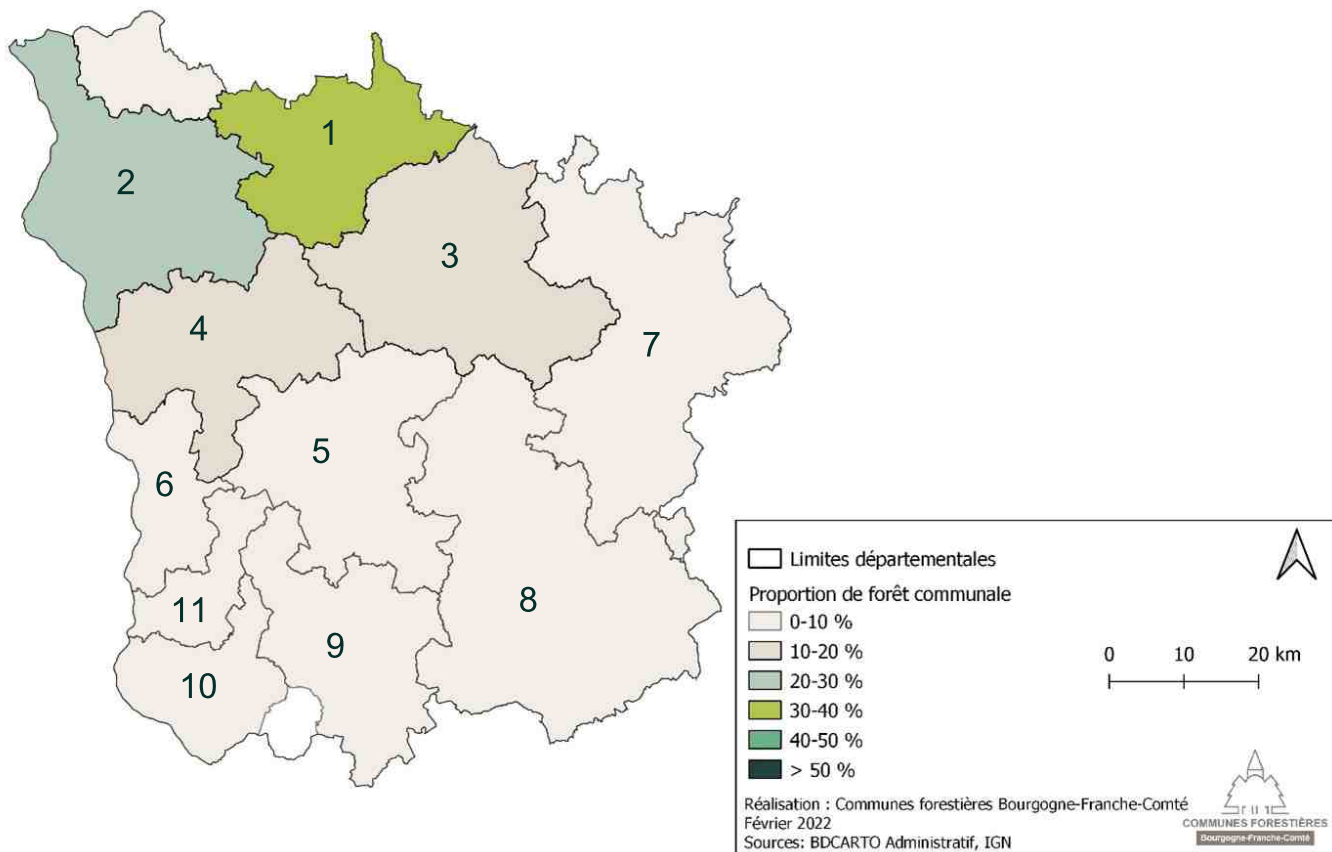 1
2
3
4
7
5
6
8
11
9
10
Limites départementales
Proportion de forêt communale
0-10 %
10-20 %
20-30 %
30-40 %
40-50 %
> 50 %
0 10 20 km
Réalisation : Communes forestières Bourgogne-Franche-Comté
Février 2022
Sources: BDCARTO Administratif, IGN
COMMUNES FORESTIÈRES
Bourgogne-Franche-Comté